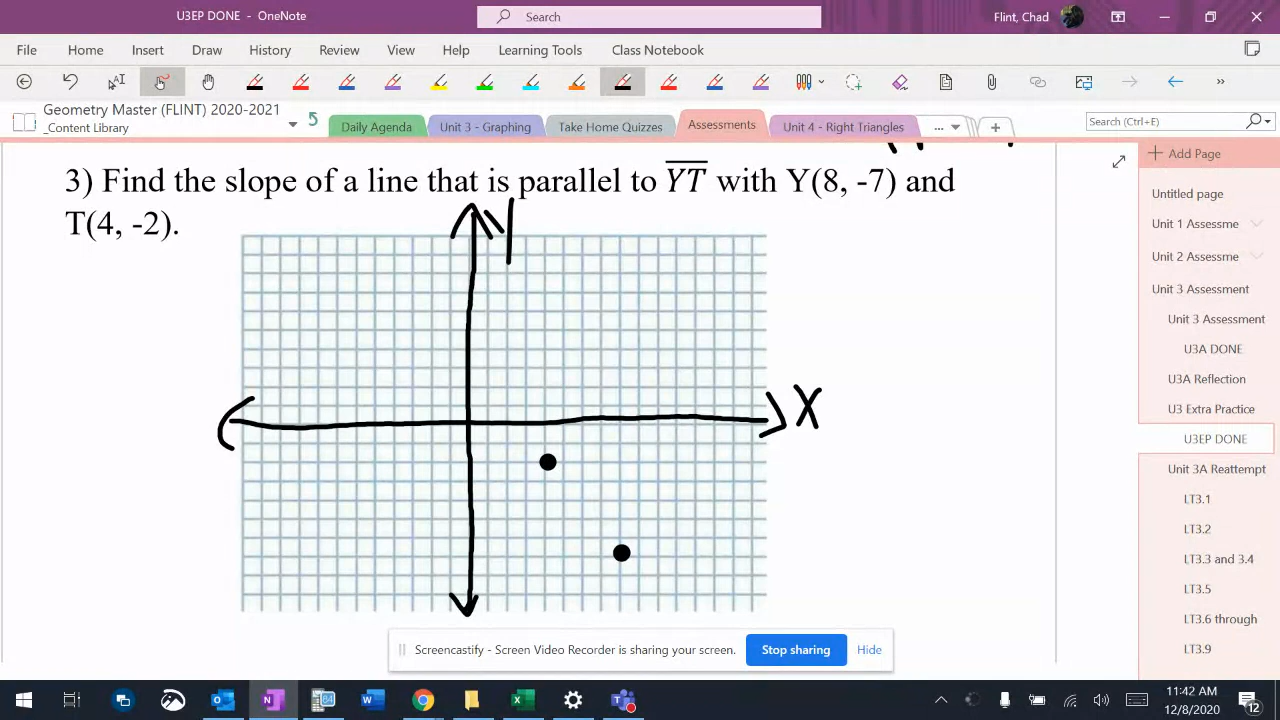 U3EP DONE - OneNote
Search
Flint, Chad
File Home Insert Draw History Review View Help Learning Tools Class Notebook
Geometry Master (FLINT) 2020-2021
_Content Library
Daily Agenda
Unit 3 - Graphing
Take Home Quizzes
Assessments
Unit 4 - Right Triangles
...
Search (Ctrl+E)
3) Find the slope of a line that is parallel to YT with Y(8, -7) and
T(4, -2).
Y
X
Add Page
Untitled page
Unit 1 Assessme
Unit 2 Assessme
Unit 3 Assessment
Unit 3 Assessment
U3A DONE
U3A Reflection
U3 Extra Practice
U3EP DONE
Unit 3A Reattempt
LT3.1
LT3.2
LT3.3 and 3.4
LT3.5
LT3.6 through
LT3.9
Screencastify - Screen Video Recorder is sharing your screen.
Stop sharing
Hide
11:42 AM
12/8/2020
12